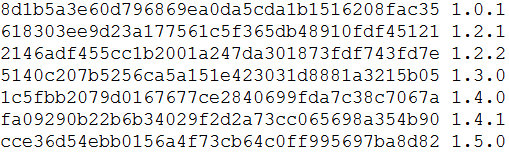 8d1b5a3e60d796869ea0da5cda1b1516208fac35 1.0.1
618303ee9d23a177561c5f365db48910fdf45121 1.2.1
2146adf455cc1b2001a247da301873fdf743fd7e 1.2.2
5140c207b5256ca5a151e423031d8881a3215b05 1.3.0
1c5fbb2079d0167677ce2840699fda7c38c7067a 1.4.0
fa09290b22b6b34029f2d2a73cc065698a354b90 1.4.1
cce36d54ebb0156a4f73cb64c0ff995697ba8d82 1.5.0